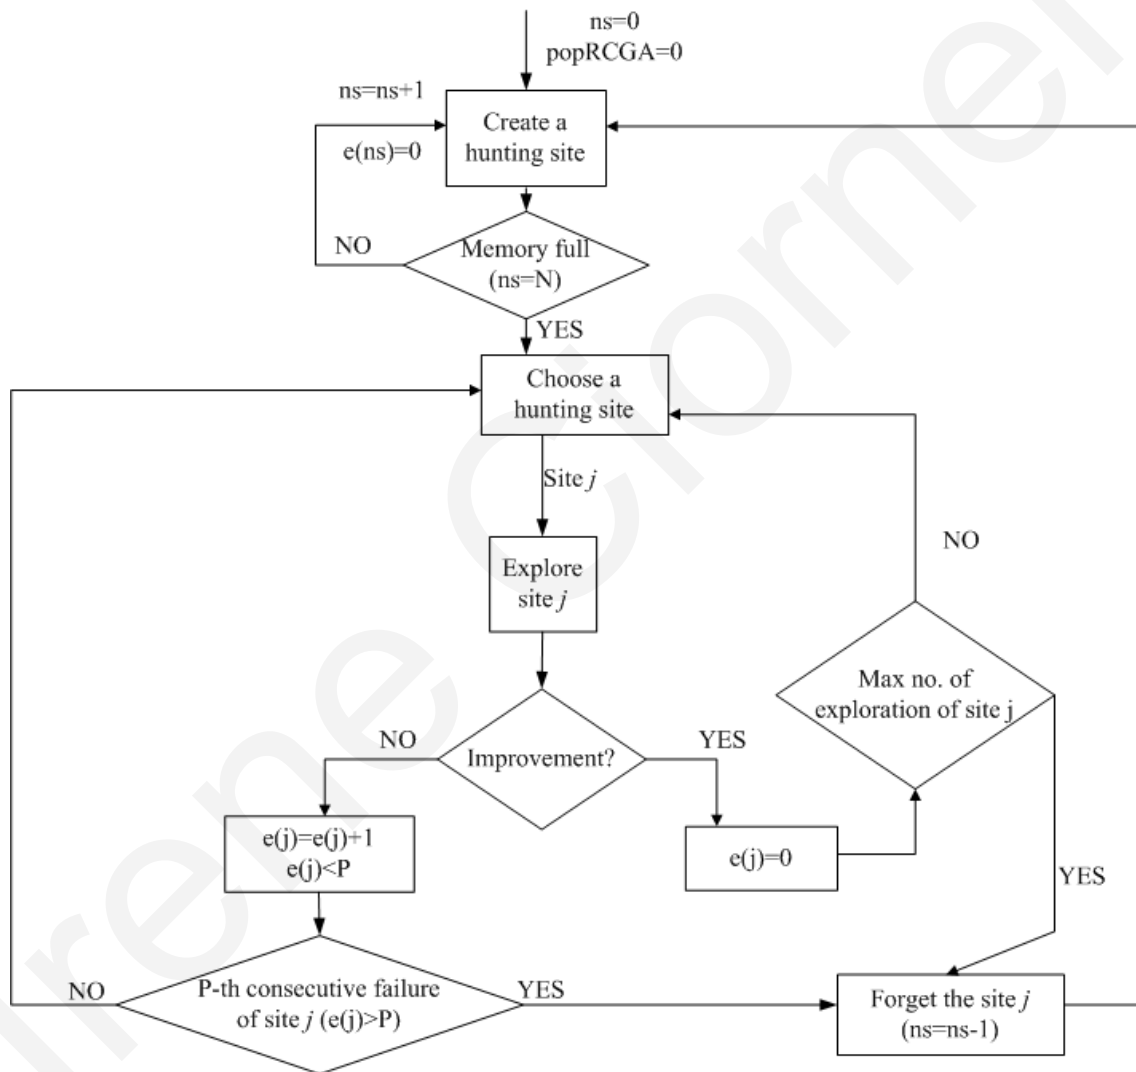 ns=0
popRCGA=0
ns=ns+1
e(ns)=0
Create a
hunting site
NO
Memory full
(ns=N)
YES
Choose a
hunting site
Site j
Explore
site j
NO
Max no. of
exploration of site j
NO
Improvement?
YES
e(j)=e(j)+1
e(j)<P
e(j)=0
YES
NO
P-th consecutive failure
of site j (e(j)>P)
YES
Forget the site j
(ns=ns-1)
Irene Ciorner